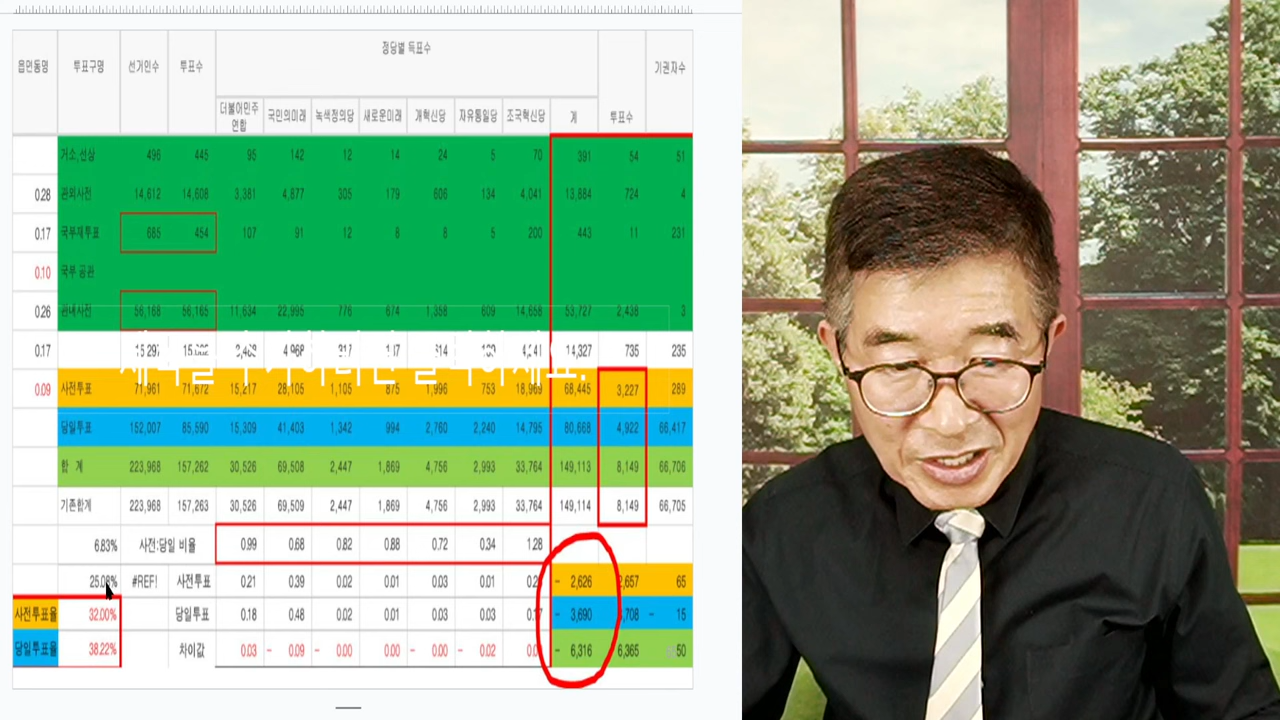 정당별 득표수
읍면동명 투표구명 선거인수 투표수 기권자수
더불어민주연합 국민의미래 녹색정의당 새로운미래 개혁신당 자유통일당 조국혁신당 계 투표수
거소,선상 496 445 95 142 12 14 24 5 70 391 54 51
0.28 관외사전 14,612 14,608 3,381 4,877 305 179 606 134 4,041 13,884 724 4
0.17 국부재투표 685 454 107 91 12 8 8 5 200 443 11 231
0.10 국부 공관
0.26 관내사전 56,168 56,165 11,634 22,995 776 674 1,358 609 14,658 53,727 2,438 3
0.17 14,327 735 235
0.09 사전투표 71,961 71,672 15,217 28,105 1,105 875 1,996 753 68,445 3,227 289
당일투표 152,007 85,590 15,309 41,403 1,342 994 2,760 2,240 14,795 80,668 4,922 66,417
합 계 223,968 157,262 30,526 69,508 2,447 1,869 4,756 2,993 33,764 149,113 8,149 66,706
기존합계 223,968 157,263 30,526 69,509 2,447 1,869 4,756 2,993 33,764 149,114 8,149 66,705
6.83% 사전:당일 비율 0.99 0.68 0.82 0.88 0.72 0.34 1.28
#REF! 사전투표 0.21 0.39 0.02 0.01 0.03 0.01 - 2,626 65
사전투표율 32.00% 당일투표 0.18 0.48 0.02 0.01 0.03 0.03 - 3,690 - 15
당일투표율 38.22% 차이값 0.03 - 0.09 - 0.00 - 0.00 - 0.00 - 0.02 - 6,316 6,365 50